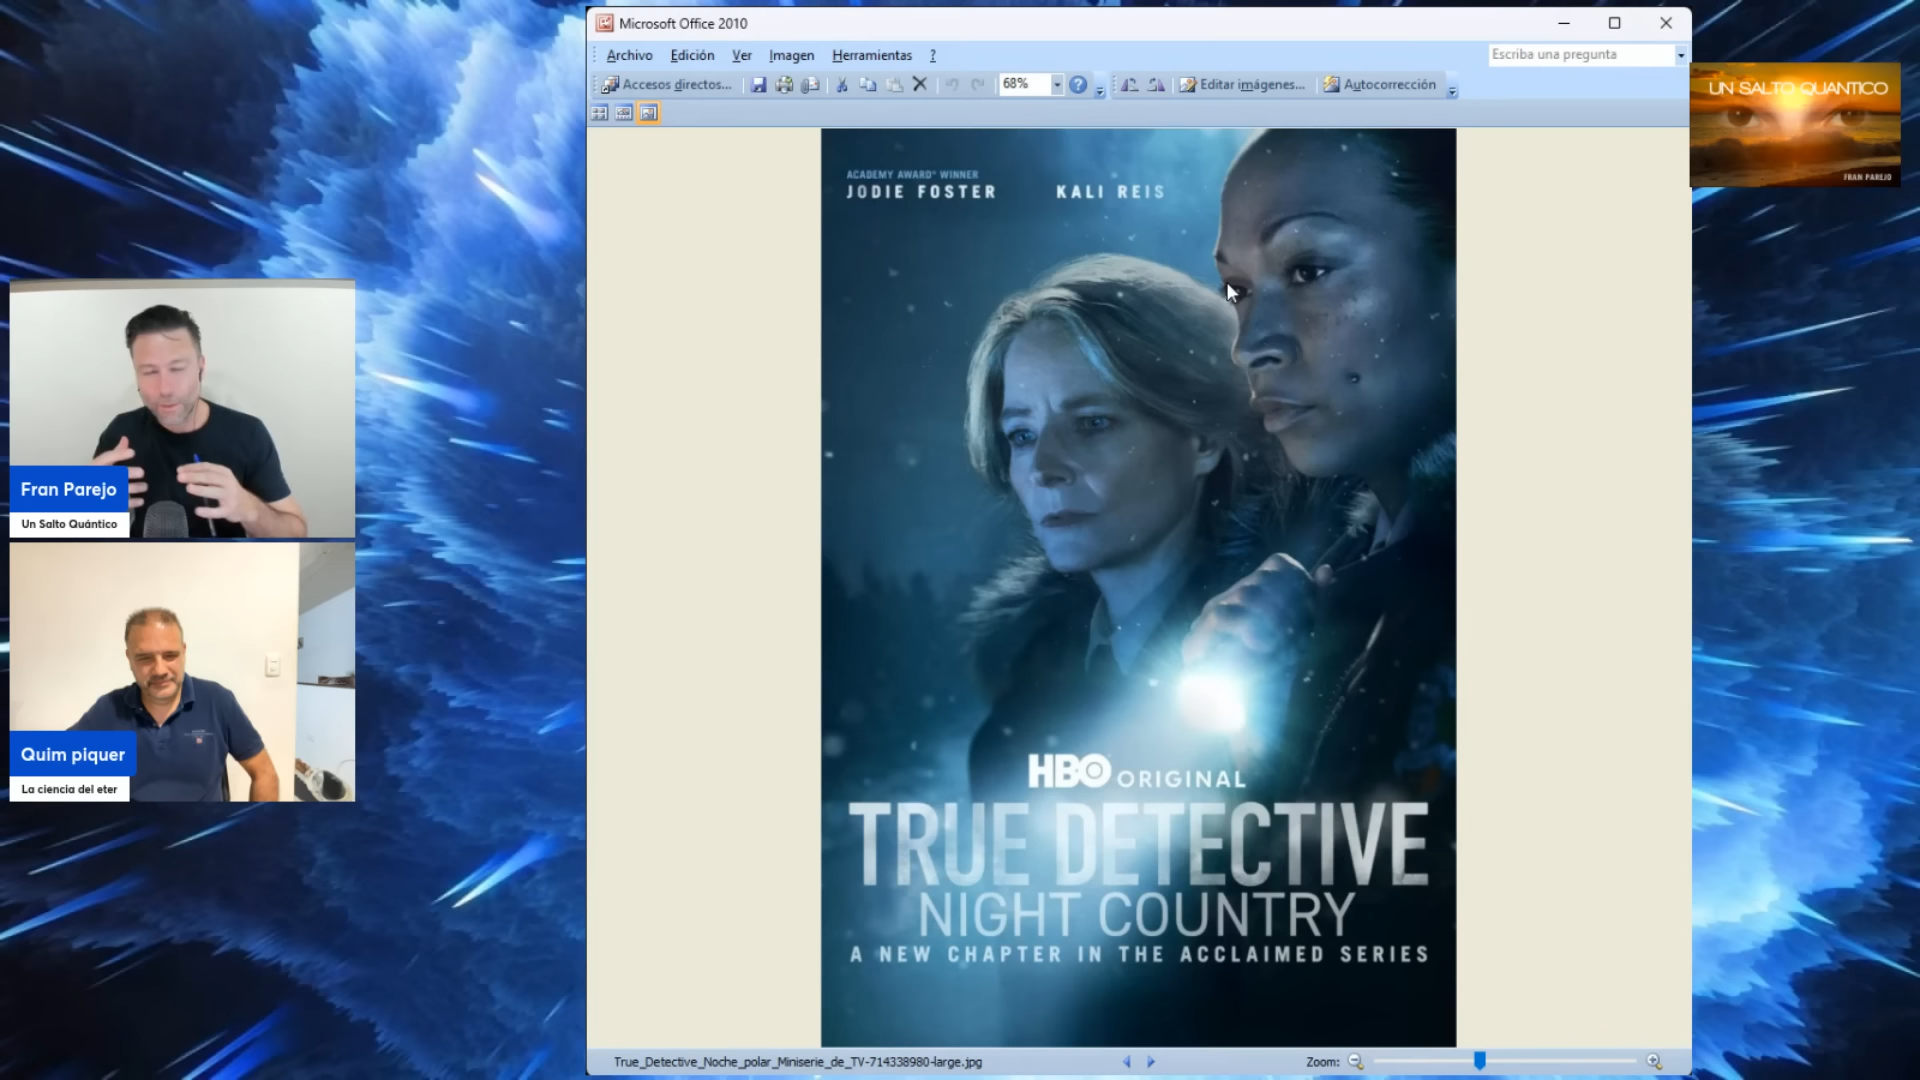 Microsoft Office 2010
Archivo Edición Ver Imagen Herramientas ?
Escriba una pregunta
Accesos directos... 68% Editar imágenes... Autocorrección
UN SALTO QUANTICO
FRAN PAREJO
ACADEMY AWARD® WINNER
JODIE FOSTER KALI REIS
Fran Parejo
Un Salto Quántico
Quim piquer
La ciencia del eter
HBO ORIGINAL
TRUE DETECTIVE
NIGHT COUNTRY
A NEW CHAPTER IN THE ACCLAIMED SERIES
True_Detective_Noche_polar_Miniserie_de_TV-714338980-large.jpg
Zoom: